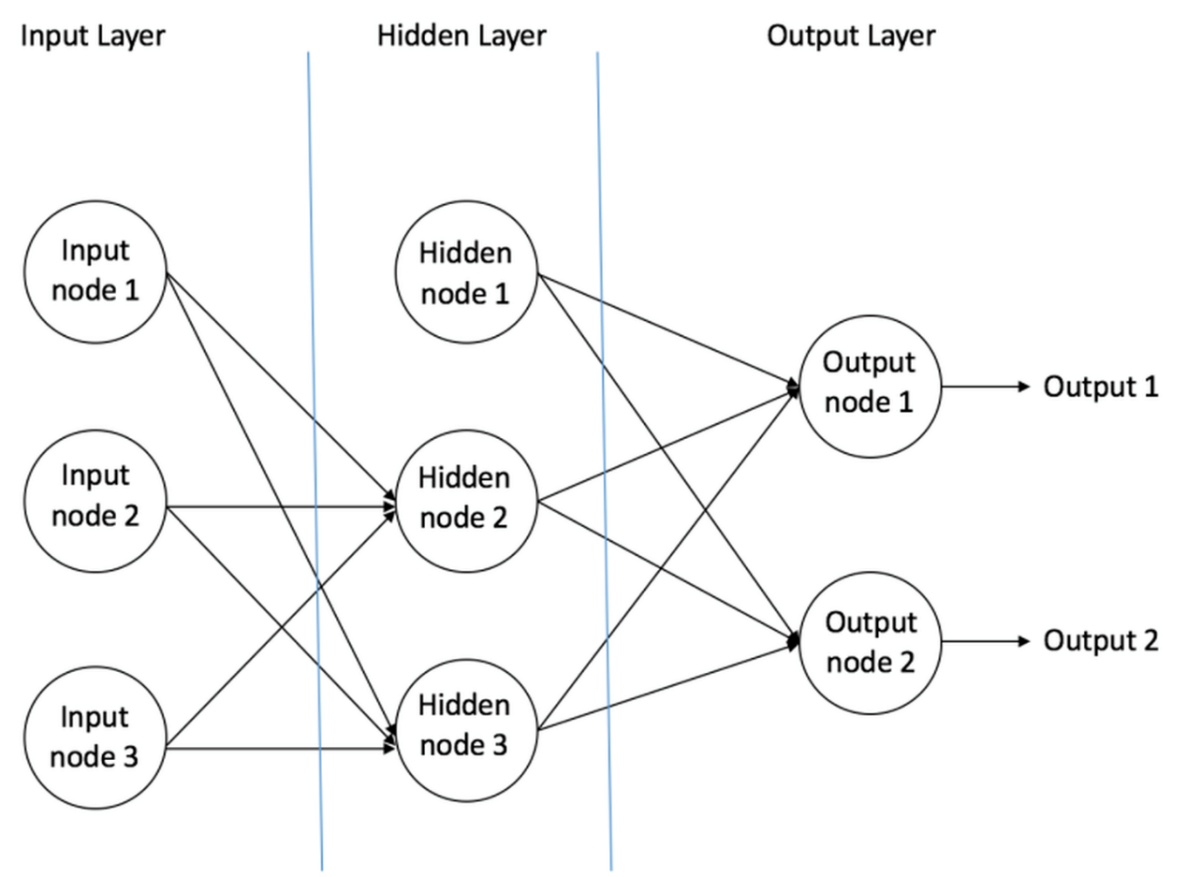 Input Layer
Hidden Layer
Output Layer
Input
node 1
Hidden
node 1
Output
node 1
Output 1
Input
node 2
Hidden
node 2
Output
node 2
Output 2
Input
node 3
Hidden
node 3